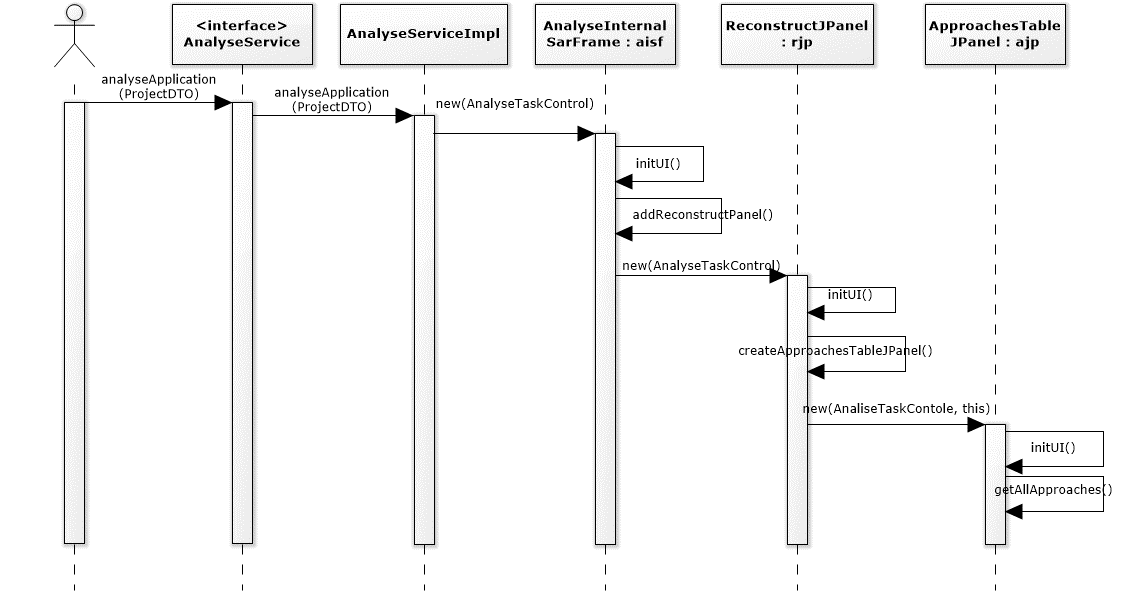 <interface>
AnalyseService
AnalyseServiceImpl
AnalyseInternal
SarFrame : aisf
ReconstructJPanel
: rjp
ApproachesTable
JPanel : ajp
analyseApplication
(ProjectDTO)
analyseApplication
(ProjectDTO)
new(AnalyseTaskControl)
initUI()
addReconstructPanel()
new(AnalyseTaskControl)
initUI()
createApproachesTableJPanel()
new(AnaliseTaskContole, this)
initUI()
getAllApproaches()